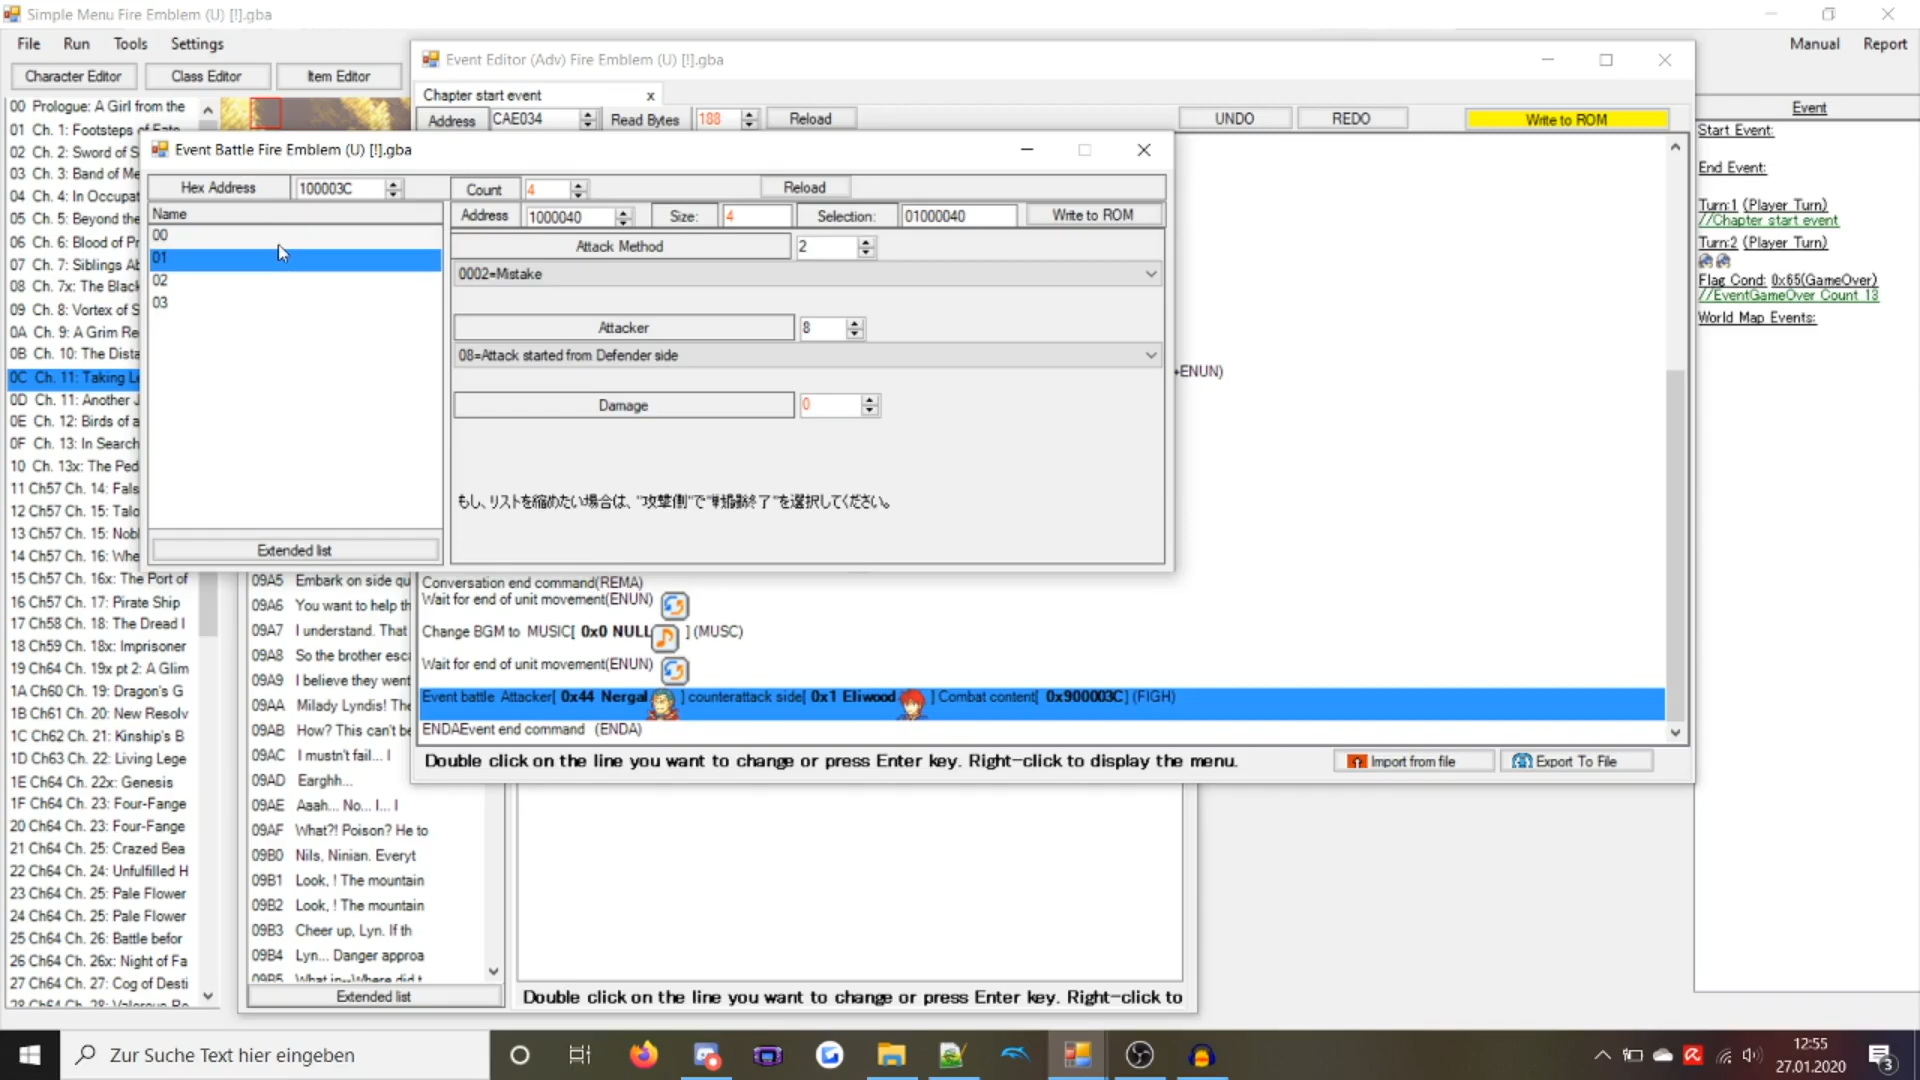 Simple Menu Fire Emblem (U) [!].gba
File Run Tools Settings
Manual Report
Character Editor Class Editor Item Editor
00 Prologue: A Girl from the
01 Ch. 1: Footsteps of Fate
02 Ch. 2: Sword of S
03 Ch. 3: Band of Me
04 Ch. 4: In Occupat
05 Ch. 5: Beyond the
06 Ch. 6: Blood of Pr
07 Ch. 7: Siblings Ab
08 Ch. 7x: The Black
09 Ch. 8: Vortex of S
0A Ch. 9: A Grim Re
0B Ch. 10: The Dista
0C Ch. 11: Taking Le
0D Ch. 11: Another J
0E Ch. 12: Birds of a
0F Ch. 13: In Search
10 Ch. 13x: The Ped
11 Ch57 Ch. 14: Fals
12 Ch57 Ch. 15: Talo
13 Ch57 Ch. 15: Nobl
14 Ch57 Ch. 16: Whe
15 Ch57 Ch. 16x: The Port of
16 Ch57 Ch. 17: Pirate Ship
17 Ch58 Ch. 18: The Dread I
18 Ch59 Ch. 18x: Imprisoner
19 Ch64 Ch. 19x pt 2: A Glim
1A Ch60 Ch. 19: Dragon's G
1B Ch61 Ch. 20: New Resolv
1C Ch62 Ch. 21: Kinship's B
1D Ch63 Ch. 22: Living Lege
1E Ch64 Ch. 22x: Genesis
1F Ch64 Ch. 23: Four-Fange
20 Ch64 Ch. 23: Four-Fange
21 Ch64 Ch. 25: Crazed Bea
22 Ch64 Ch. 24: Unfulfilled H
23 Ch64 Ch. 25: Pale Flower
24 Ch64 Ch. 25: Pale Flower
25 Ch64 Ch. 26: Battle befor
26 Ch64 Ch. 26x: Night of Fa
27 Ch64 Ch. 27: Cog of Desti
28 Ch64 Ch. 28: Valorous Ro
Event Editor (Adv) Fire Emblem (U) [!].gba
Chapter start event x
Address CAE034 Read Bytes 188 Reload UNDO REDO Write to ROM
Event Battle Fire Emblem (U) [!].gba
Hex Address 100003C Count 4 Reload
Name
00
01
02
03
Extended list
Address 1000040 Size: 4 Selection: 01000040 Write to ROM
Attack Method 2
0002=Mistake
Attacker 8
08=Attack started from Defender side
Damage 0
+ENUN)
Conversation end command(REMA)
Wait for end of unit movement(ENUN)
Change BGM to MUSIC[ 0x0 NULL ] (MUSC)
Wait for end of unit movement(ENUN)
Event battle Attacker[ 0x44 Nergal ] counterattack side[ 0x1 Eliwood ] Combat content[ 0x900003C] (FIGH)
ENDAEvent end command (ENDA)
Double click on the line you want to change or press Enter key. Right-click to display the menu.
Import from file Export To File
09A5 Embark on side qu
09A6 You want to help th
09A7 I understand. That
09A8 So the brother esca
09A9 I believe they went
09AA Milady Lyndis! The
09AB How? This can't be
09AC I mustn't fail... I
09AD Earghh...
09AE Aaah... No... I... I
09AF What?! Poison? He to
09B0 Nils, Ninian. Everyt
09B1 Look, ! The mountain
09B2 Look, ! The mountain
09B3 Cheer up, Lyn. If th
09B4 Lyn... Danger approa
09B5 What in--Where did t
Extended list
Double click on the line you want to change or press Enter key. Right-click to
Event
Start Event:
End Event:
Turn:1 (Player Turn)
//Chapter start event
Turn:2 (Player Turn)
Flag Cond: 0x65(GameOver)
//EventGameOver Count 13
World Map Events:
Zur Suche Text hier eingeben
12:55
27.01.2020
3